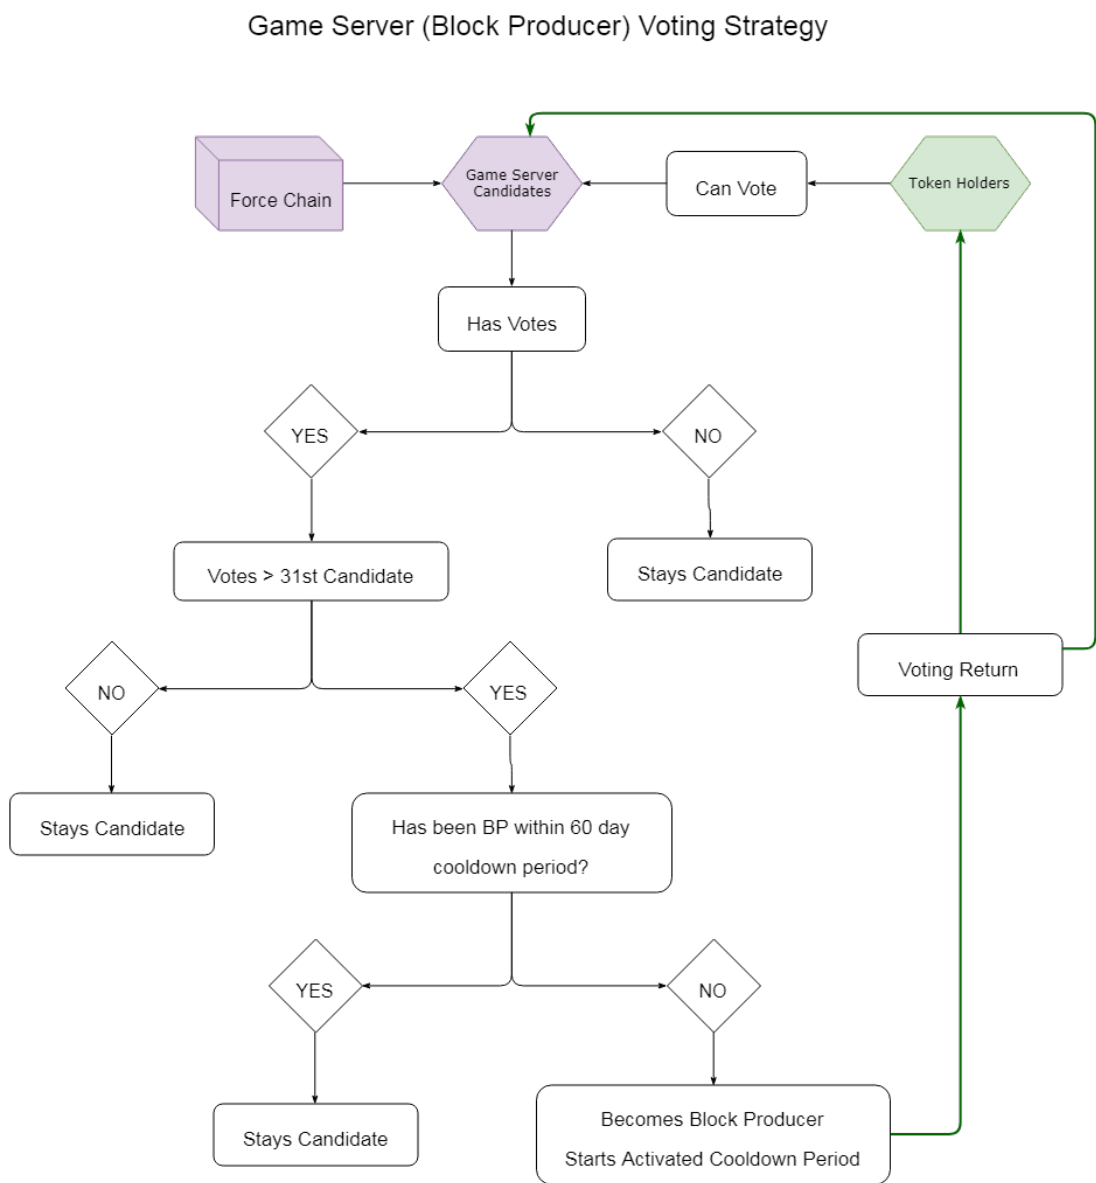 Game Server (Block Producer) Voting Strategy
Force Chain
Game Server
Candidates
Can Vote
Token Holders
Has Votes
YES
NO
Votes > 31st Candidate
Stays Candidate
NO
YES
Voting Return
Stays Candidate
Has been BP within 60 day
cooldown period?
YES
NO
Stays Candidate
Becomes Block Producer
Starts Activated Cooldown Period